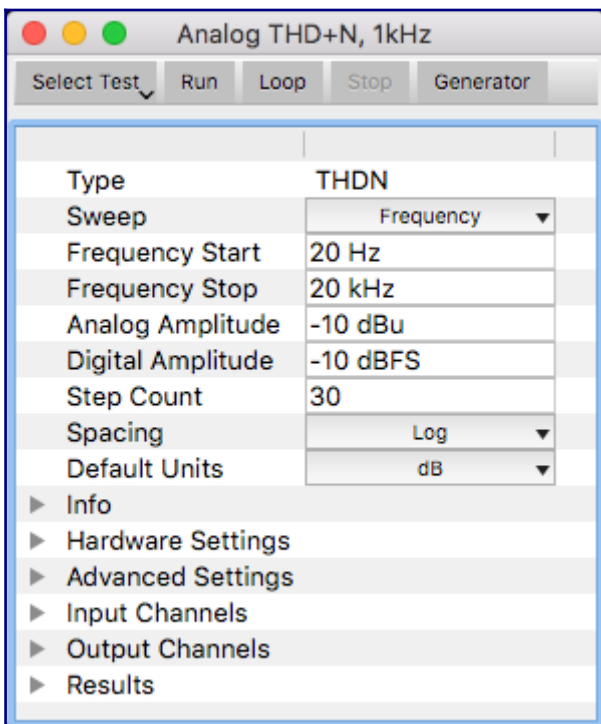 Analog THD+N, 1kHz
Select Test Run Loop Stop Generator
Type THDN
Sweep Frequency
Frequency Start 20 Hz
Frequency Stop 20 kHz
Analog Amplitude -10 dBu
Digital Amplitude -10 dBFS
Step Count 30
Spacing Log
Default Units dB
Info
Hardware Settings
Advanced Settings
Input Channels
Output Channels
Results